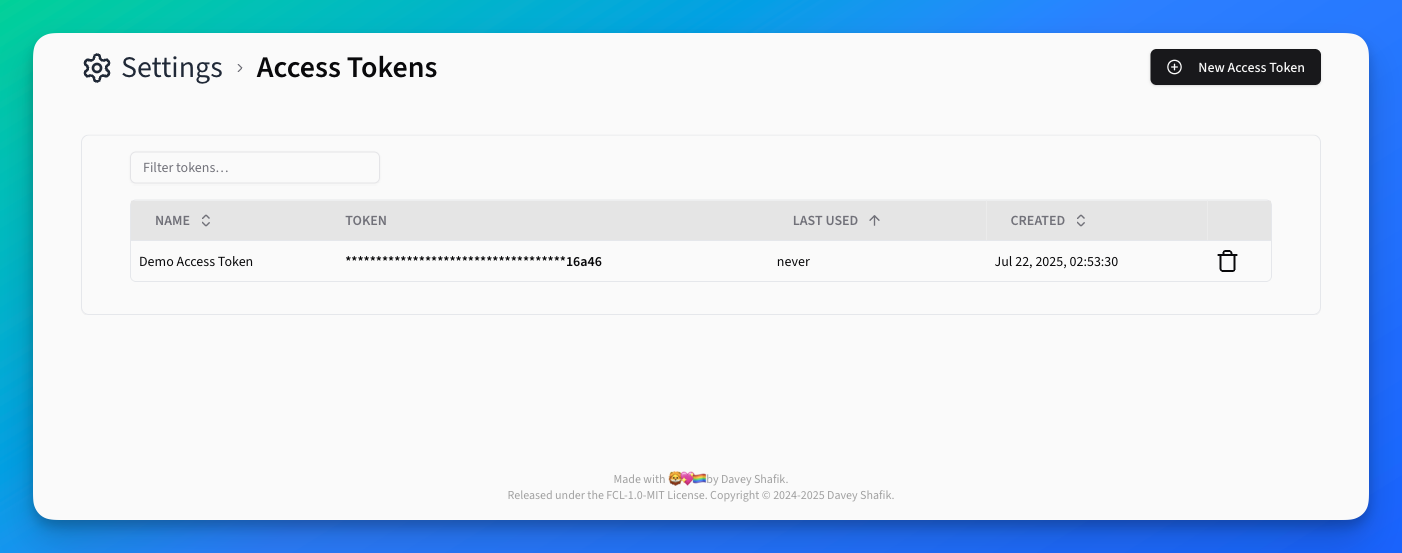 Settings › Access Tokens
New Access Token
Filter tokens…
NAME TOKEN LAST USED CREATED
Demo Access Token *************************************16a46 never Jul 22, 2025, 02:53:30
Made with 🦁💖🏳️‍🌈by Davey Shafik.
Released under the FCL-1.0-MIT License. Copyright © 2024-2025 Davey Shafik.